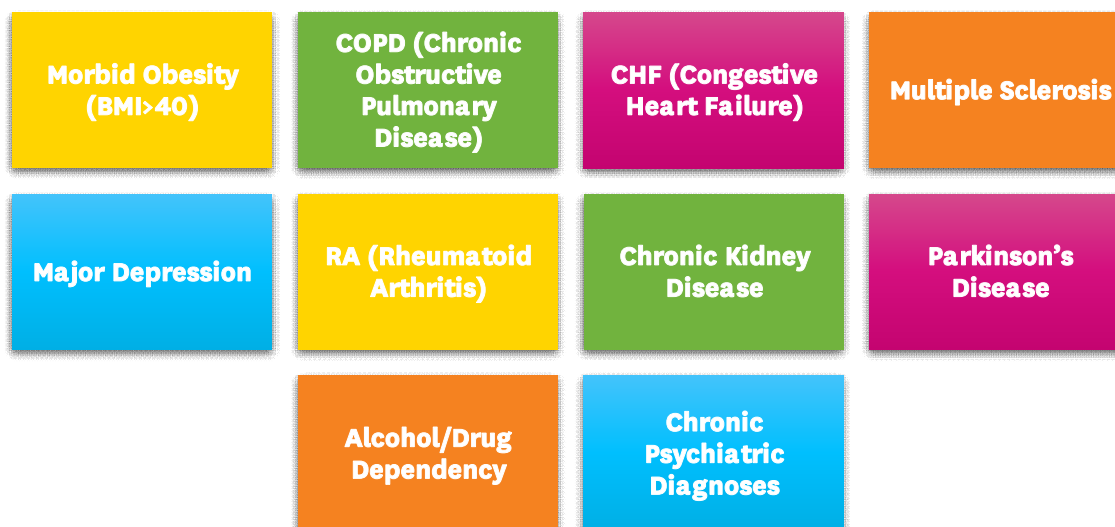 Morbid Obesity
(BMI>40)
COPD (Chronic
Obstructive
Pulmonary
Disease)
CHF (Congestive
Heart Failure)
Multiple Sclerosis
Major Depression
RA (Rheumatoid
Arthritis)
Chronic Kidney
Disease
Parkinson’s
Disease
Alcohol/Drug
Dependency
Chronic
Psychiatric
Diagnoses